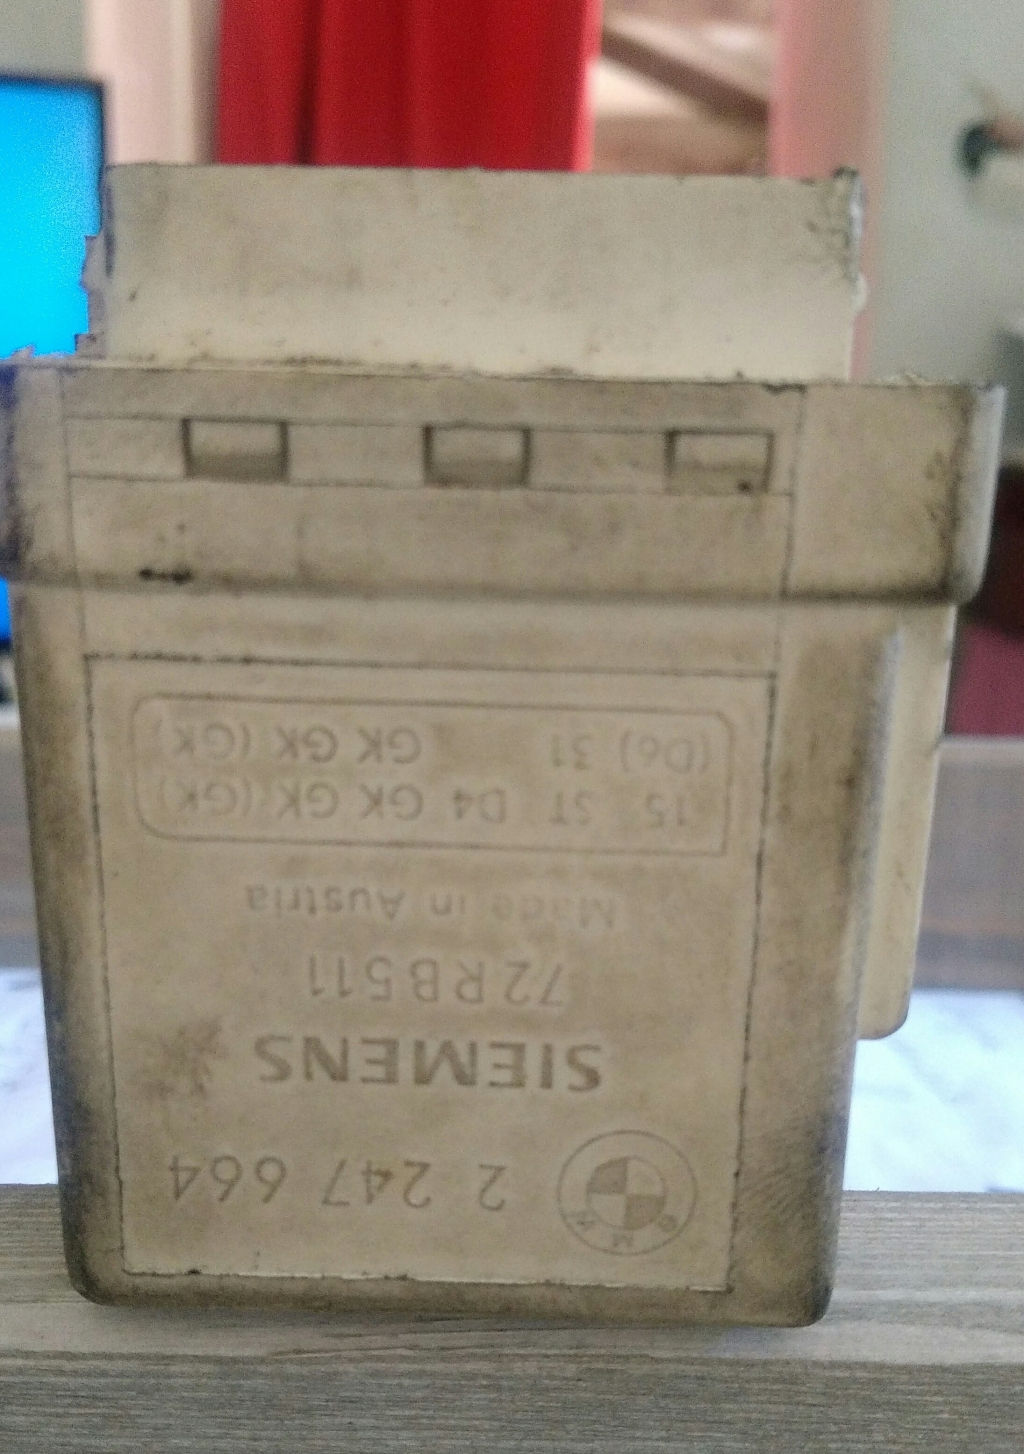 BMW 2 247 664
SIEMENS
72RB511
Made in Austria
15 ST D4 GK GK (GK)
(D6) 31 GK GK (GK)